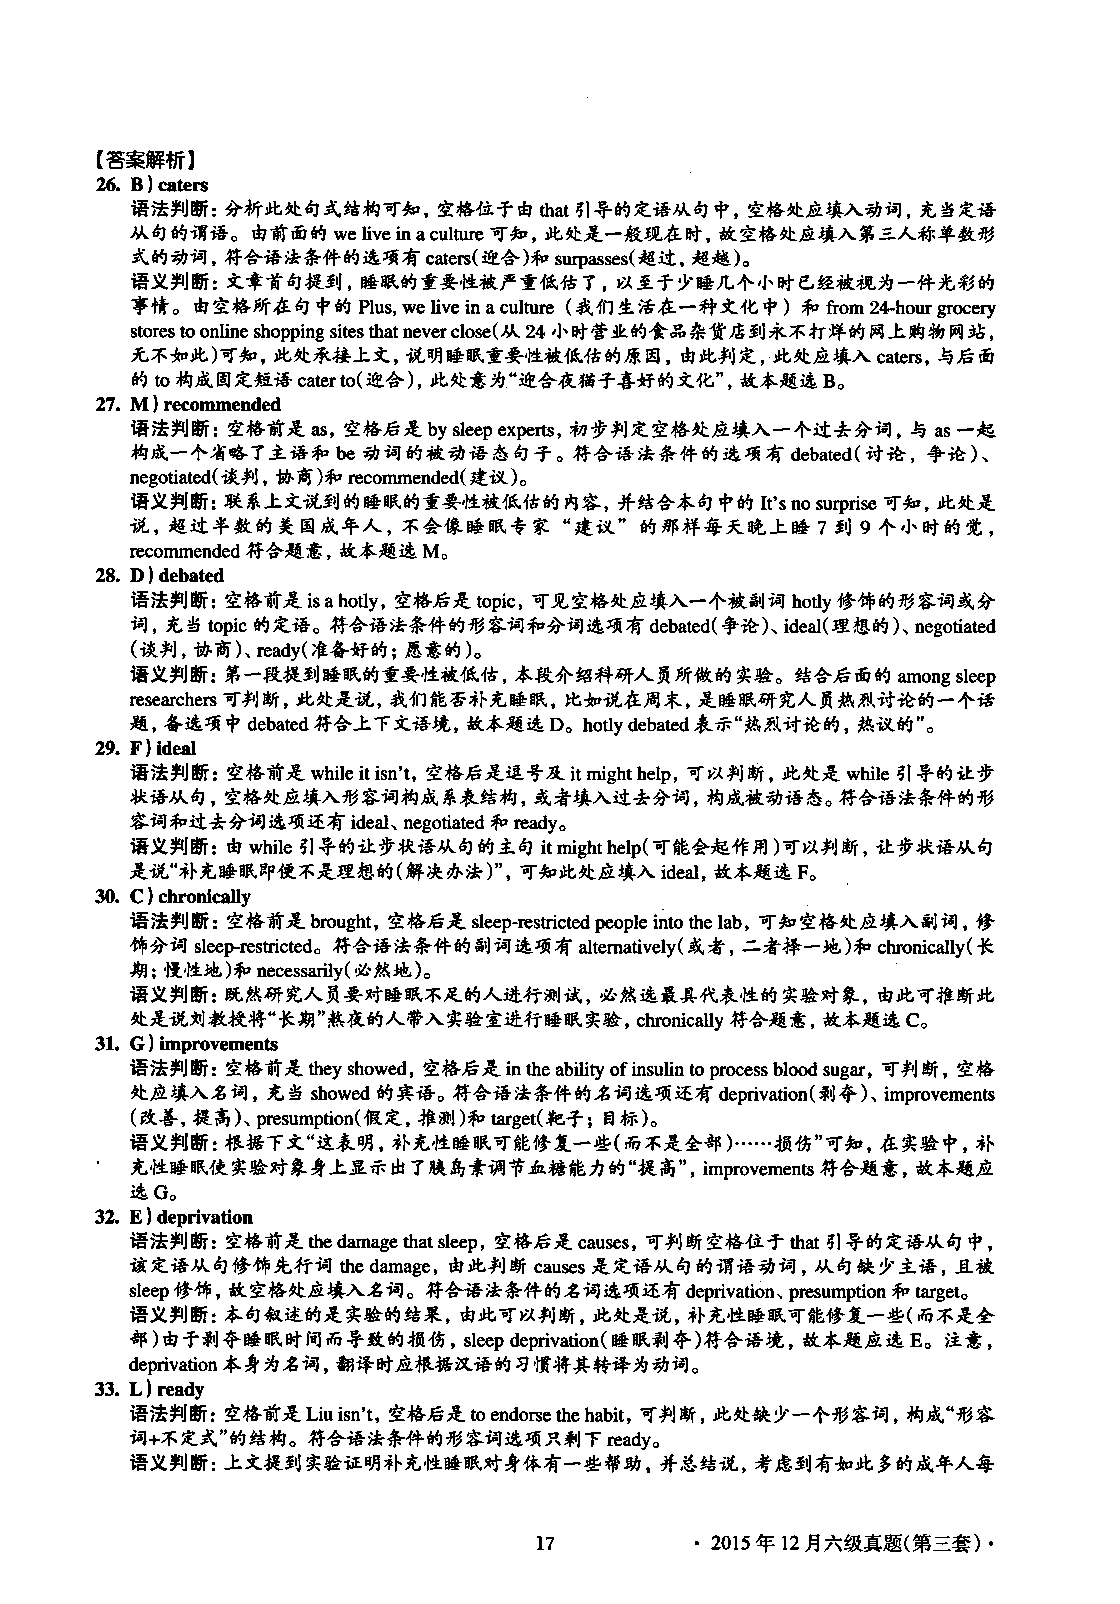 【答案解析】
26. B) caters
语法判断：分析此处句式结构可知，空格位于由 that 引导的定语从句中，空格处应填入动词，充当定语
从句的谓语。由前面的 we live in a culture 可知，此处是一般现在时，故空格处应填入第三人称单数形
式的动词，符合语法条件的选项有 caters(迎合)和 surpasses(超过，超越)。
语义判断：文章首句提到，睡眠的重要性被严重低估了，以至于少睡几个小时已经被视为一件光彩的
事情。由空格所在句中的 Plus, we live in a culture（我们生活在一种文化中）和 from 24-hour grocery
stores to online shopping sites that never close(从 24 小时营业的食品杂货店到永不打烊的网上购物网站，
无不如此)可知，此处承接上文，说明睡眠重要性被低估的原因，由此判定，此处应填入 caters，与后面
的 to 构成固定短语 cater to(迎合)，此处意为“迎合夜猫子喜好的文化”，故本题选 B。
27. M) recommended
语法判断：空格前是 as，空格后是 by sleep experts，初步判定空格处应填入一个过去分词，与 as 一起
构成一个省略了主语和 be 动词的被动语态句子。符合语法条件的选项有 debated(讨论，争论)、
negotiated(谈判，协商)和 recommended(建议)。
语义判断：联系上文说到的睡眠的重要性被低估的内容，并结合本句中的 It's no surprise 可知，此处是
说，超过半数的美国成年人，不会像睡眠专家“建议”的那样每天晚上睡 7 到 9 个小时的觉，
recommended 符合题意，故本题选 M。
28. D) debated
语法判断：空格前是 is a hotly，空格后是 topic，可见空格处应填入一个被副词 hotly 修饰的形容词或分
词，充当 topic 的定语。符合语法条件的形容词和分词选项有 debated(争论)、ideal(理想的)、negotiated
(谈判，协商)、ready(准备好的；愿意的)。
语义判断：第一段提到睡眠的重要性被低估，本段介绍科研人员所做的实验。结合后面的 among sleep
researchers 可判断，此处是说，我们能否补充睡眠，比如说在周末，是睡眠研究人员热烈讨论的一个话
题，备选项中 debated 符合上下文语境，故本题选 D。hotly debated 表示“热烈讨论的，热议的”。
29. F) ideal
语法判断：空格前是 while it isn't，空格后是逗号及 it might help，可以判断，此处是 while 引导的让步
状语从句，空格处应填入形容词构成系表结构，或者填入过去分词，构成被动语态。符合语法条件的形
容词和过去分词选项还有 ideal、negotiated 和 ready。
语义判断：由 while 引导的让步状语从句的主句 it might help(可能会起作用)可以判断，让步状语从句
是说“补充睡眠即便不是理想的(解决办法)”，可知此处应填入 ideal，故本题选 F。
30. C) chronically
语法判断：空格前是 brought，空格后是 sleep-restricted people into the lab，可知空格处应填入副词，修
饰分词 sleep-restricted。符合语法条件的副词选项有 alternatively(或者，二者择一地)和 chronically(长
期；慢性地)和 necessarily(必然地)。
语义判断：既然研究人员要对睡眠不足的人进行测试，必然选最具代表性的实验对象，由此可推断此
处是说刘教授将“长期”熬夜的人带入实验室进行睡眠实验，chronically 符合题意，故本题选 C。
31. G) improvements
语法判断：空格前是 they showed，空格后是 in the ability of insulin to process blood sugar，可判断，空格
处应填入名词，充当 showed 的宾语。符合语法条件的名词选项还有 deprivation(剥夺)、improvements
(改善，提高)、presumption(假定，推测)和 target(靶子；目标)。
语义判断：根据下文“这表明，补充性睡眠可能修复一些(而不是全部)……损伤”可知，在实验中，补
充性睡眠使实验对象身上显示出了胰岛素调节血糖能力的“提高”，improvements 符合题意，故本题应
选 G。
32. E) deprivation
语法判断：空格前是 the damage that sleep，空格后是 causes，可判断空格位于 that 引导的定语从句中，
该定语从句修饰先行词 the damage，由此判断 causes 是定语从句的谓语动词，从句缺少主语，且被
sleep 修饰，故空格处应填入名词。符合语法条件的名词选项还有 deprivation、presumption 和 target。
语义判断：本句叙述的是实验的结果，由此可以判断，此处是说，补充性睡眠可能修复一些(而不是全
部)由于剥夺睡眠时间而导致的损伤，sleep deprivation(睡眠剥夺)符合语境，故本题应选 E。注意，
deprivation 本身为名词，翻译时应根据汉语的习惯将其转译为动词。
33. L) ready
语法判断：空格前是 Liu isn't，空格后是 to endorse the habit，可判断，此处缺少一个形容词，构成“形容
词+不定式”的结构。符合语法条件的形容词选项只剩下 ready。
语义判断：上文提到实验证明补充性睡眠对身体有一些帮助，并总结说，考虑到有如此多的成年人每
17
· 2015 年 12 月六级真题(第三套) ·